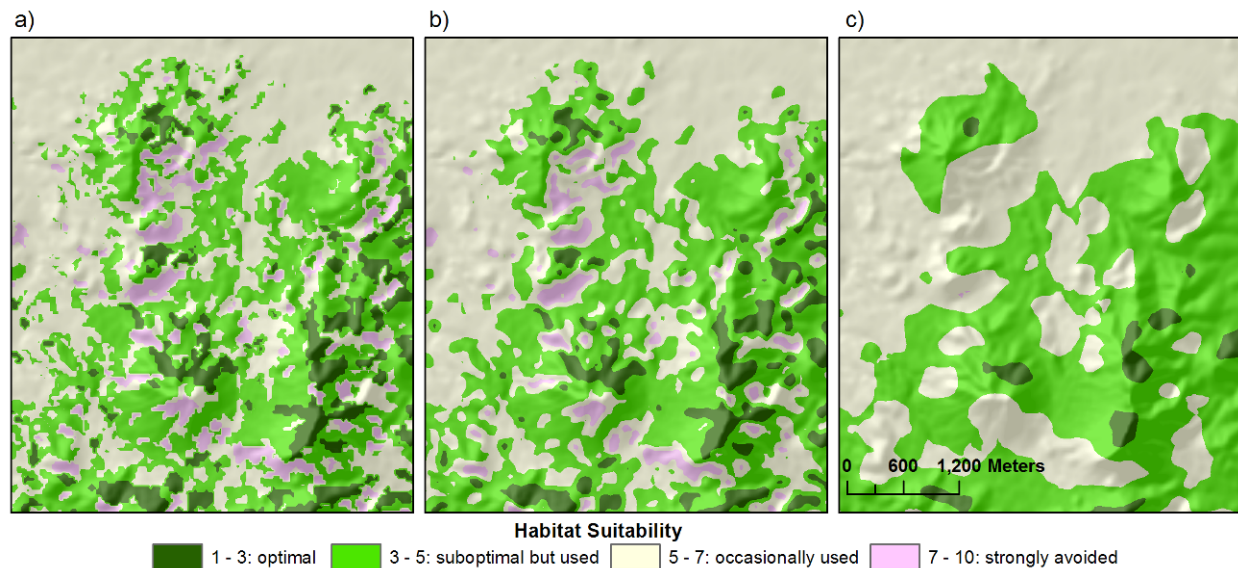 a) b) c)
0 600 1,200 Meters
Habitat Suitability
1 - 3: optimal 3 - 5: suboptimal but used 5 - 7: occasionally used 7 - 10: strongly avoided